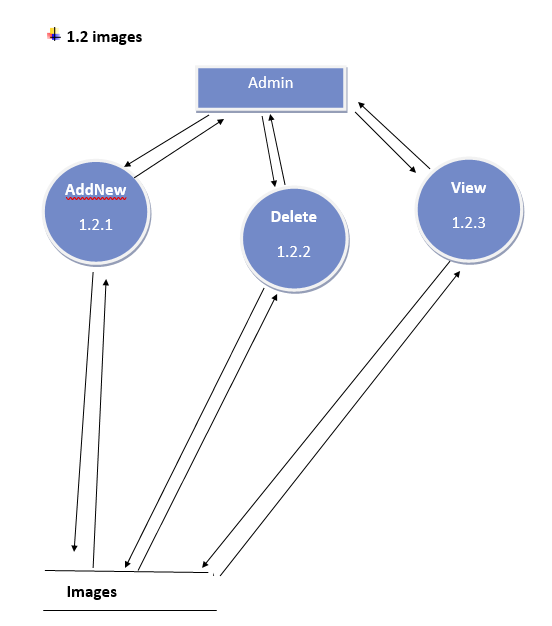 1.2 images
Admin
AddNew
1.2.1
Delete
1.2.2
View
1.2.3
Images